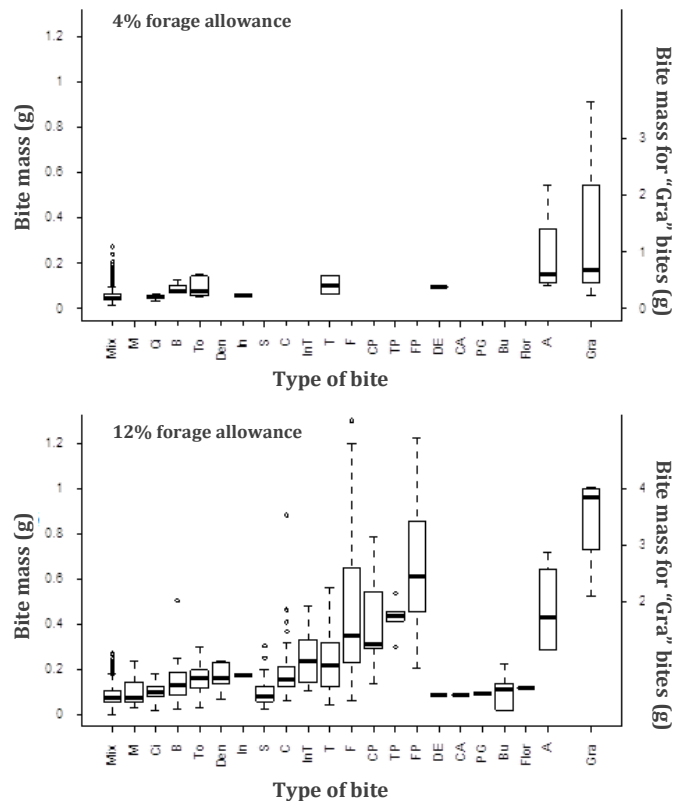 4% forage allowance
Bite mass (g)
1.2
1
0.8
0.6
0.4
0.2
0
Bite mass for “Gra” bites (g)
3
2
1
0
Mix M Ci B To Den In S C InT T F CP TP FP DE CA PG Bu Flor A Gra
Type of bite
12% forage allowance
Bite mass (g)
1.2
1
0.8
0.6
0.4
0.2
0
Bite mass for “Gra” bites (g)
4
3
2
Mix M Ci B To Den In S C InT T F CP TP FP DE CA PG Bu Flor A Gra
Type of bite